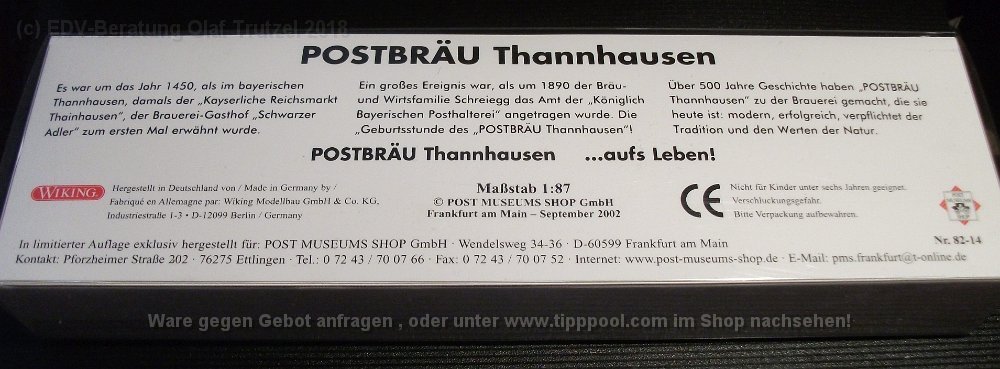 (c) EDV-Beratung Olaf Trutzel 2018
POSTBRÄU Thannhausen
Es war um das Jahr 1450, als im bayerischen
Thannhausen, damals der „Kayserliche Reichsmarkt
Thainhausen", der Brauerei-Gasthof „Schwarzer
Adler" zum ersten Mal erwähnt wurde.
Ein großes Ereignis war, als um 1890 der Bräu-
und Wirtsfamilie Schreiegg das Amt der „Königlich
Bayerischen Posthalterei" angetragen wurde. Die
„Geburtsstunde des „POSTBRÄU Thannhausen"!
Über 500 Jahre Geschichte haben „POSTBRÄU
Thannhausen" zu der Brauerei gemacht, die sie
heute ist: modern, erfolgreich, verpflichtet der
Tradition und den Werten der Natur.
POSTBRÄU Thannhausen ...aufs Leben!
WIKING
Hergestellt in Deutschland von / Made in Germany by /
Fabriqué en Allemagne par: Wiking Modellbau GmbH & Co. KG,
Industriestraße 1-3 · D-12099 Berlin / Germany
Maßstab 1:87
© POST MUSEUMS SHOP GmbH
Frankfurt am Main – September 2002
CE
Nicht für Kinder unter sechs Jahren geeignet.
Verschluckungsgefahr.
Bitte Verpackung aufbewahren.
POST
MUSEUMS
SHOP
Nr. 82-14
In limitierter Auflage exklusiv hergestellt für: POST MUSEUMS SHOP GmbH · Wendelsweg 34-36 · D-60599 Frankfurt am Main
Kontakt: Pforzheimer Straße 202 · 76275 Ettlingen · Tel.: 0 72 43 / 70 07 66 · Fax: 0 72 43 / 70 07 52 · Internet: www.post-museums-shop.de · E-Mail: pms.frankfurt@t-online.de
Ware gegen Gebot anfragen , oder unter www.tipppool.com im Shop nachsehen!